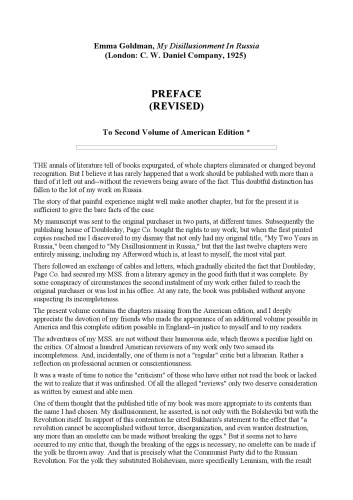 Emma Goldman, My Disillusionment In Russia
(London: C. W. Daniel Company, 1925)
PREFACE
(REVISED)
To Second Volume of American Edition *
THE annals of literature tell of books expurgated, of whole chapters eliminated or changed beyond
recognition. But I believe it has rarely happened that a work should be published with more than a
third of it left out and--without the reviewers being aware of the fact. This doubtful distinction has
fallen to the lot of my work on Russia.
The story of that painful experience might well make another chapter, but for the present it is
sufficient to give the bare facts of the case.
My manuscript was sent to the original purchaser in two parts, at different times. Subsequently the
publishing house of Doubleday, Page Co. bought the rights to my work, but when the first printed
copies reached me I discovered to my dismay that not only had my original title, "My Two Years in
Russia," been changed to "My Disillusionment in Russia," but that the last twelve chapters were
entirely missing, including my Afterword which is, at least to myself, the most vital part.
There followed an exchange of cables and letters, which gradually elicited the fact that Doubleday,
Page Co. had secured my MSS. from a literary agency in the good faith that it was complete. By
some conspiracy of circumstances the second instalment of my work either failed to reach the
original purchaser or was lost in his office. At any rate, the book was published without anyone
suspecting its incompleteness.
The present volume contains the chapters missing from the American edition, and I deeply
appreciate the devotion of my friends who made the appearance of an additional volume possible in
America and this complete edition possible in England--in justice to myself and to my readers.
The adventures of my MSS. are not without their humorous side, which throws a peculiar light on
the critics. Of almost a hundred American reviewers of my work only two sensed its
incompleteness. And, incidentally, one of them is not a "regular" critic but a librarian. Rather a
reflection on professional acumen or conscientiousness.
It was a waste of time to notice the "criticism" of those who have either not read the book or lacked
the wit to realize that it was unfinished. Of all the alleged "reviews" only two deserve consideration
as written by earnest and able men.
One of them thought that the published title of my book was more appropriate to its contents than
the name I had chosen. My disillusionment, he asserted, is not only with the Bolsheviki but with the
Revolution itself. In support of this contention he cited Bukharin's statement to the effect that "a
revolution cannot be accomplished without terror, disorganization, and even wanton destruction,
any more than an omelette can be made without breaking the eggs." But it seems not to have
occurred to my critic that, though the breaking of the eggs is necessary, no omelette can be made if
the yolk be thrown away. And that is precisely what the Communist Party did to the Russian
Revolution. For the yolk they substituted Bolshevism, more specifically Leninism, with the result